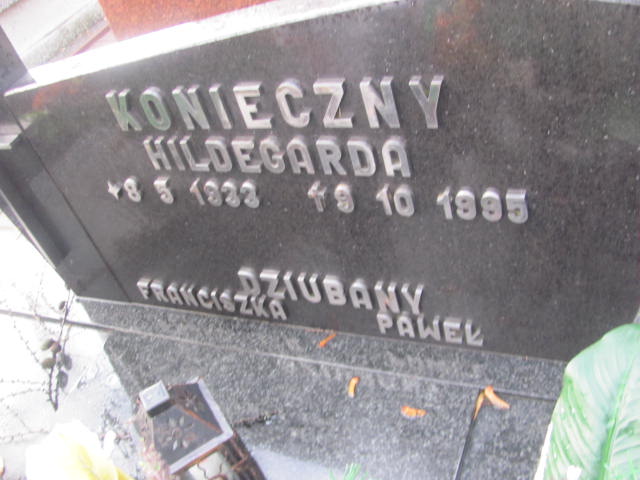 KONIECZNY
HILDEGARDA
* 8 5 1933 † 9 10 1995
DZIUBANY
FRANCISZKA PAWEŁ